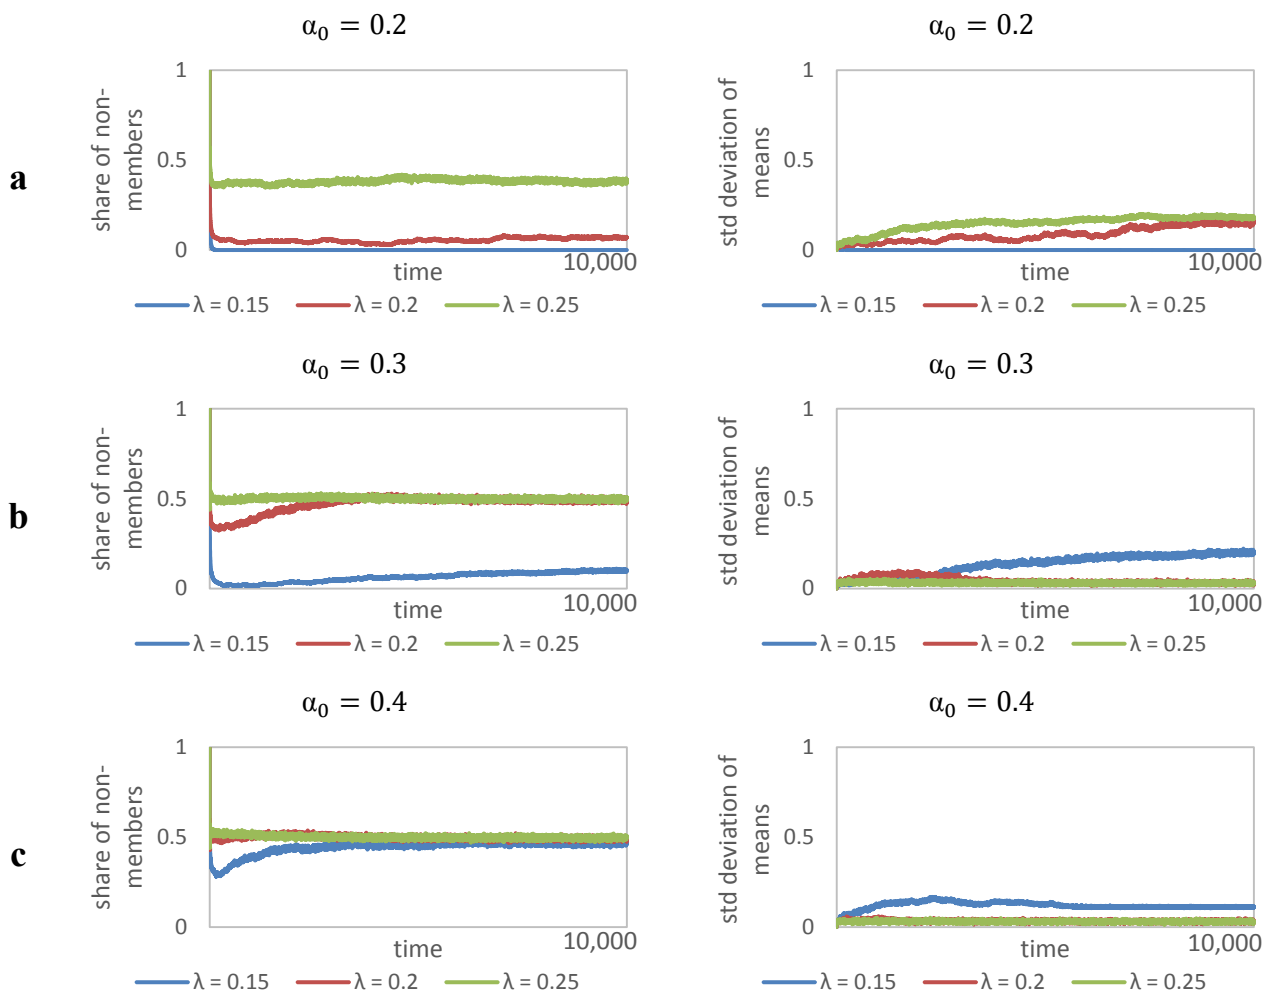 α₀ = 0.2
share of non-
members
1
0.5
0
time
10,000
λ = 0.15 λ = 0.2 λ = 0.25
α₀ = 0.2
std deviation of
means
1
0.5
0
time
10,000
λ = 0.15 λ = 0.2 λ = 0.25
a
α₀ = 0.3
share of non-
members
1
0.5
0
time
10,000
λ = 0.15 λ = 0.2 λ = 0.25
α₀ = 0.3
std deviation of
means
1
0.5
0
time
10,000
λ = 0.15 λ = 0.2 λ = 0.25
b
α₀ = 0.4
share of non-
members
1
0.5
0
time
10,000
λ = 0.15 λ = 0.2 λ = 0.25
α₀ = 0.4
std deviation of
means
1
0.5
0
time
10,000
λ = 0.15 λ = 0.2 λ = 0.25
c